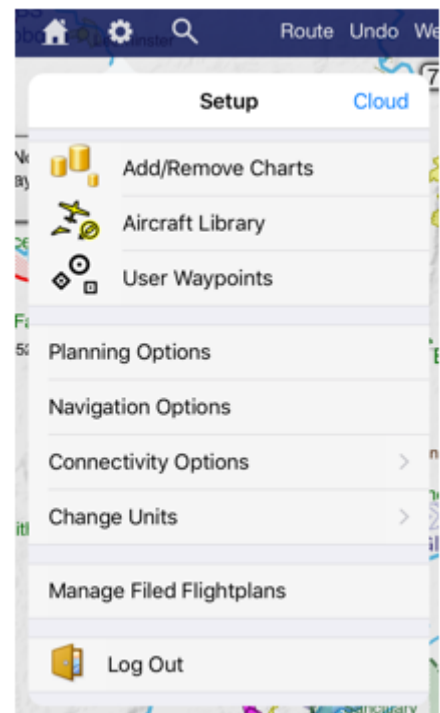 Route Undo We
Setup Cloud
Add/Remove Charts
Aircraft Library
User Waypoints
Planning Options
Navigation Options
Connectivity Options
Change Units
Manage Filed Flightplans
Log Out